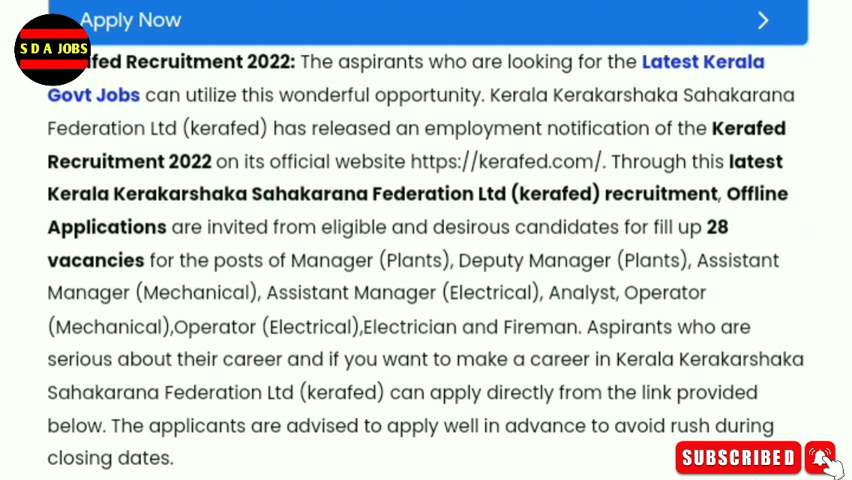 Apply Now
S D A JOBS
afed Recruitment 2022: The aspirants who are looking for the Latest Kerala
Govt Jobs can utilize this wonderful opportunity. Kerala Kerakarshaka Sahakarana
Federation Ltd (kerafed) has released an employment notification of the Kerafed
Recruitment 2022 on its official website https://kerafed.com/. Through this latest
Kerala Kerakarshaka Sahakarana Federation Ltd (kerafed) recruitment, Offline
Applications are invited from eligible and desirous candidates for fill up 28
vacancies for the posts of Manager (Plants), Deputy Manager (Plants), Assistant
Manager (Mechanical), Assistant Manager (Electrical), Analyst, Operator
(Mechanical),Operator (Electrical),Electrician and Fireman. Aspirants who are
serious about their career and if you want to make a career in Kerala Kerakarshaka
Sahakarana Federation Ltd (kerafed) can apply directly from the link provided
below. The applicants are advised to apply well in advance to avoid rush during
closing dates.
SUBSCRIBED